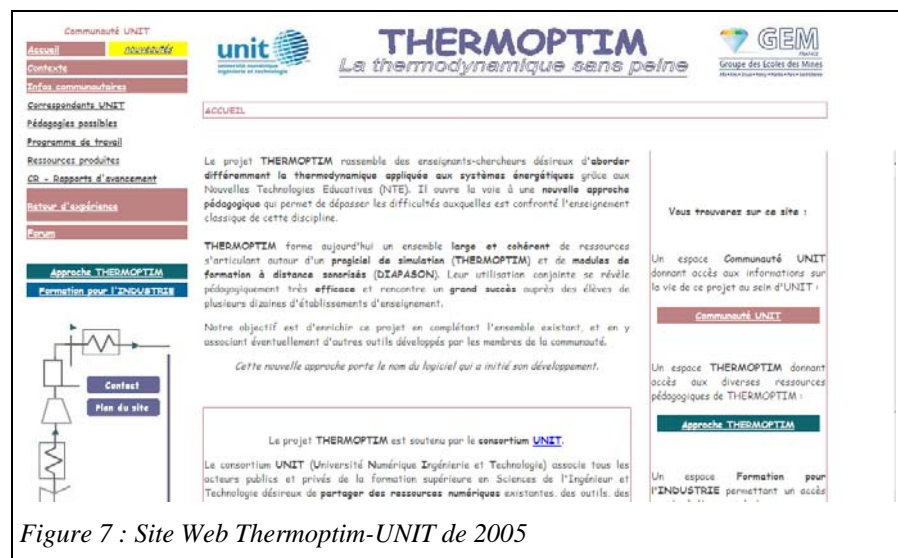 Communauté UNIT
Accueil
nouveautés
Contexte
Infos communautaires
Correspondants UNIT
Pédagogies possibles
Programme de travail
Ressources produites
CR - Rapports d'avancement
Retour d'expérience
Forum
Approche THERMOPTIM
Formation pour l'INDUSTRIE
Contact
Plan du site
unit
université numérique
ingénierie et technologie
THERMOPTIM
La thermodynamique sans peine
GEM
FRANCE
Groupe des Ecoles des Mines
ACCUEIL
Le projet THERMOPTIM rassemble des enseignants-chercheurs désireux d'aborder
différemment la thermodynamique appliquée aux systèmes énergétiques grâce aux
Nouvelles Technologies Educatives (NTE). Il ouvre la voie à une nouvelle approche
pédagogique qui permet de dépasser les difficultés auxquelles est confronté l'enseignement
classique de cette discipline.
THERMOPTIM forme aujourd'hui un ensemble large et cohérent de ressources
s'articulant autour d'un progiciel de simulation (THERMOPTIM) et de modules de
formation à distance sonorisés (DIAPASON). Leur utilisation conjointe se révèle
pédagogiquement très efficace et rencontre un grand succès auprès des élèves de
plusieurs dizaines d'établissements d'enseignement.
Notre objectif est d'enrichir ce projet en complétant l'ensemble existant, et en y
associant éventuellement d'autres outils développés par les membres de la communauté.
Cette nouvelle approche porte le nom du logiciel qui a initié son développement.
Le projet THERMOPTIM est soutenu par le consortium UNIT.
Le consortium UNIT (Université Numérique Ingénierie et Technologie) associe tous les
acteurs publics et privés de la formation supérieure en Sciences de l'Ingénieur et
Technologie désireux de partager des ressources numériques existantes, des outils, des
Vous trouverez sur ce site :
Un espace Communauté UNIT
donnant accès aux informations sur
la vie de ce projet au sein d'UNIT :
Communauté UNIT
Un espace THERMOPTIM donnant
accès aux diverses ressources
pédagogiques de THERMOPTIM :
Approche THERMOPTIM
Un espace Formation pour
l'INDUSTRIE permettant un accès
Figure 7 : Site Web Thermoptim-UNIT de 2005